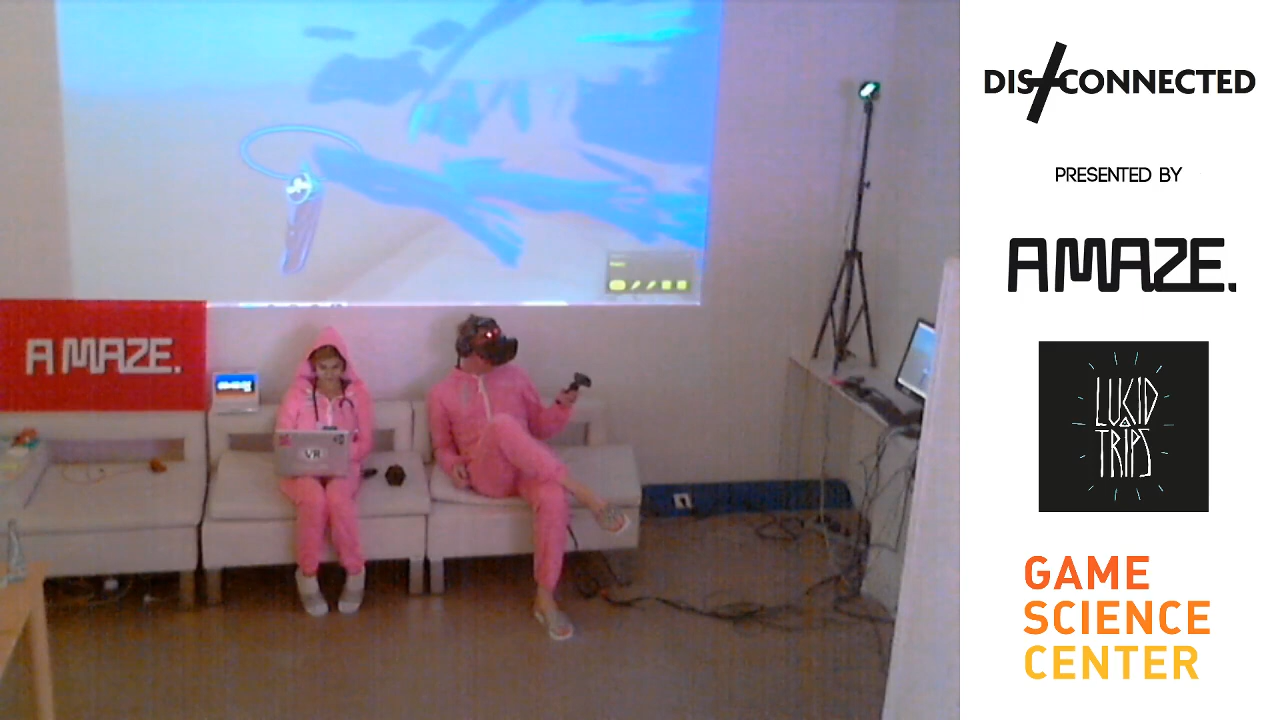 DIS/CONNECTED
PRESENTED BY
A MAZE.
LUCID
TRIPS
GAME
SCIENCE
CENTER
A MAZE.
VR